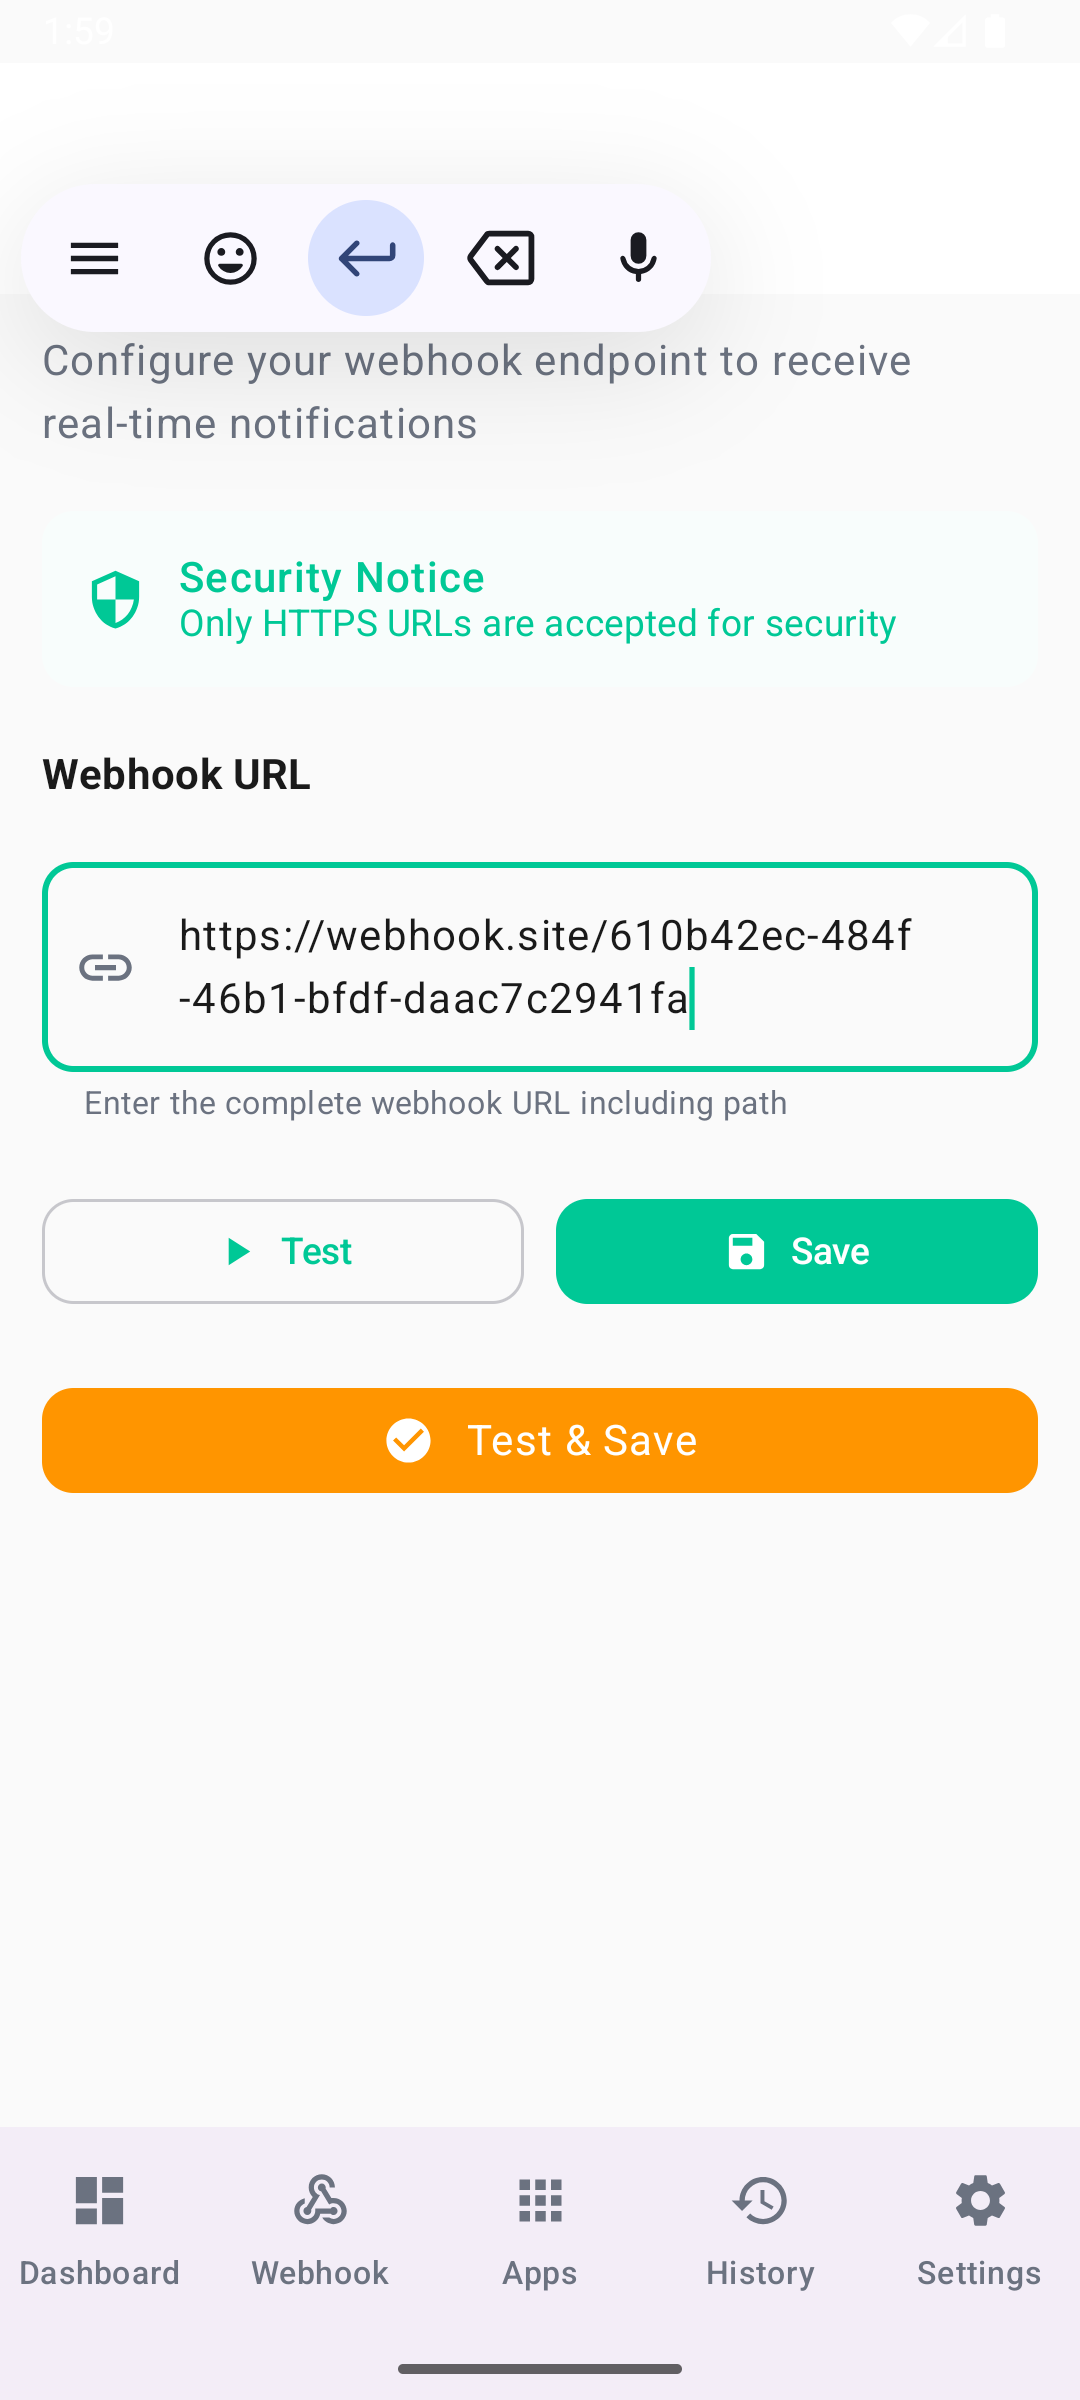 1:59
Configure your webhook endpoint to receive
real-time notifications
Security Notice
Only HTTPS URLs are accepted for security
Webhook URL
https://webhook.site/610b42ec-484f
-46b1-bfdf-daac7c2941fa
Enter the complete webhook URL including path
Test
Save
Test & Save
Dashboard
Webhook
Apps
History
Settings